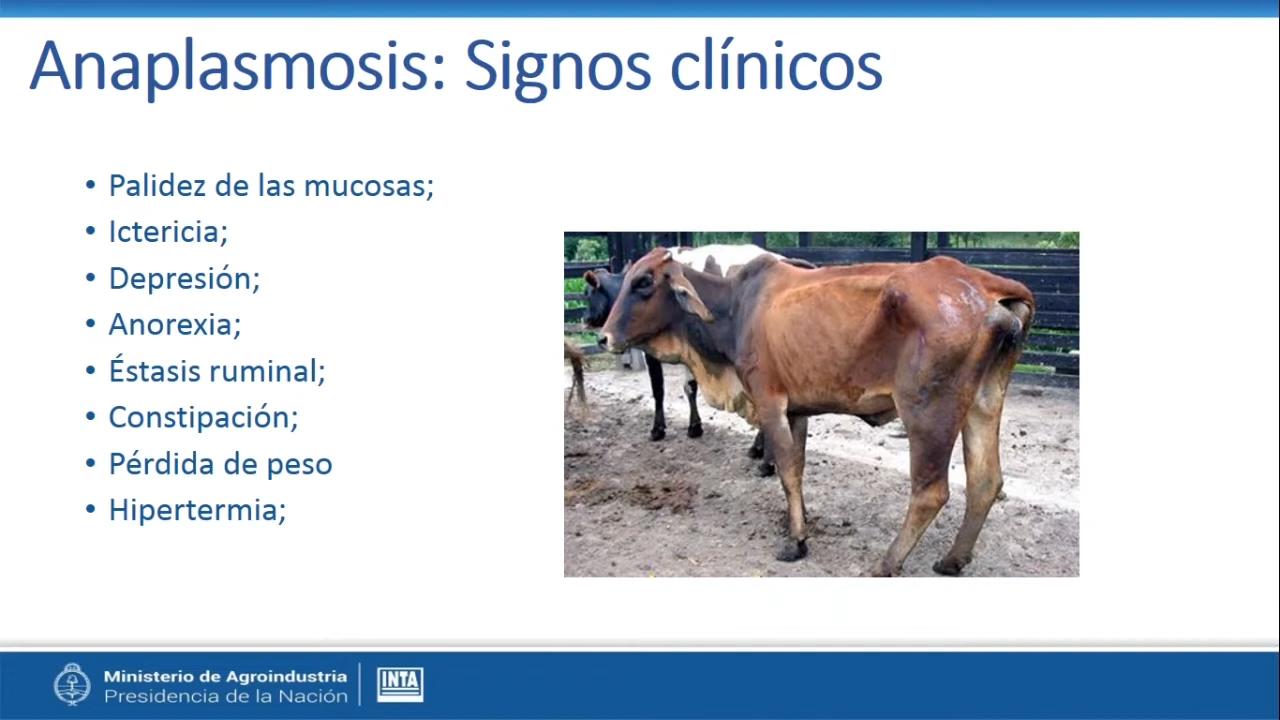 Anaplasmosis: Signos clínicos
• Palidez de las mucosas;
• Ictericia;
• Depresión;
• Anorexia;
• Éstasis ruminal;
• Constipación;
• Pérdida de peso
• Hipertermia;
Ministerio de Agroindustria
Presidencia de la Nación
INTA